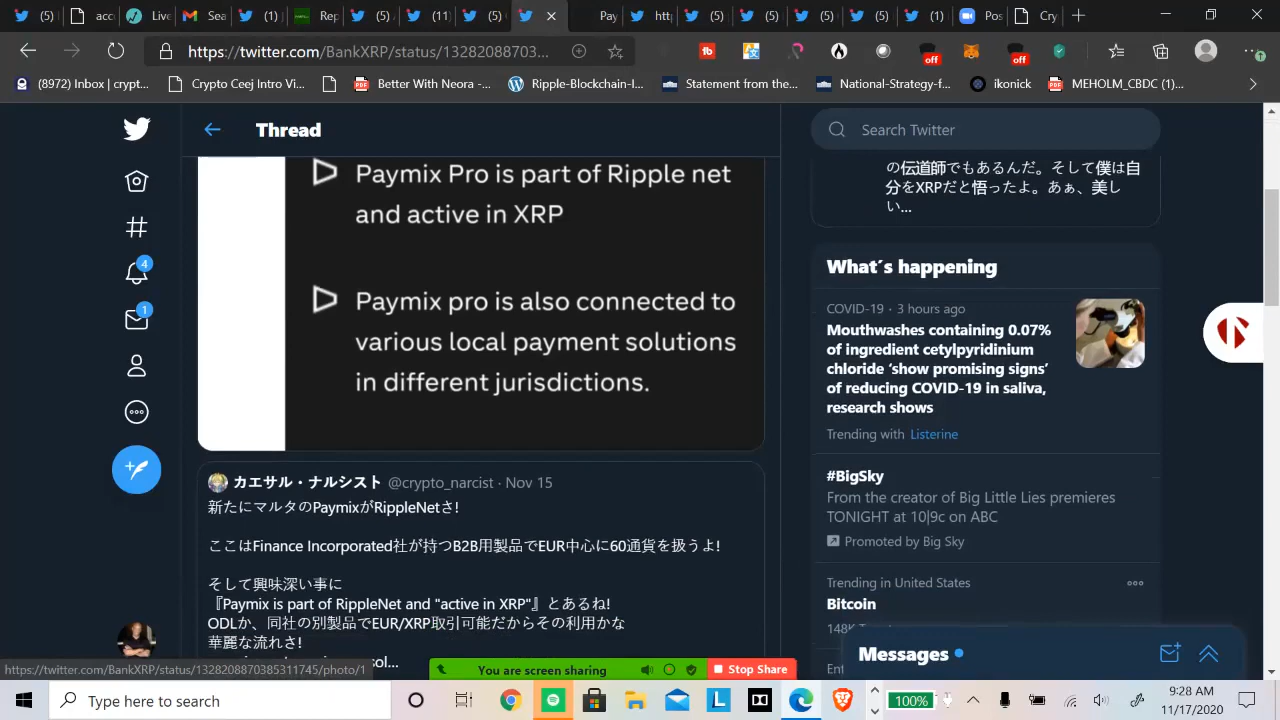 (5)
acc
Live
Sea
(1)
Rep
(5)
(11)
(5)
(5)
Pay
htt
(5)
(5)
(5)
(5)
(1)
Pos
Cry
https://twitter.com/BankXRP/status/13282088703...
off
off
(8972) Inbox | crypt...
Crypto Ceej Intro Vi...
Better With Neora -...
Ripple-Blockchain-I...
Statement from the...
National-Strategy-f...
ikonick
MEHOLM_CBDC (1)...
Thread
Search Twitter
Paymix Pro is part of Ripple net
and active in XRP
Paymix pro is also connected to
various local payment solutions
in different jurisdictions.
カエサル・ナルシスト @crypto_narcist · Nov 15
新たにマルタのPaymixがRippleNetさ!
ここはFinance Incorporated社が持つB2B用製品でEUR中心に60通貨を扱うよ!
そして興味深い事に
『Paymix is part of RippleNet and "active in XRP"』とあるね!
ODLか、同社の別製品でEUR/XRP取引可能だからその利用かな
華麗な流れさ!
sol...
の伝道師でもあるんだ。そして僕は自
分をXRPだと悟ったよ。あぁ、美し
い...
What's happening
COVID-19 · 3 hours ago
Mouthwashes containing 0.07%
of ingredient cetylpyridinium
chloride 'show promising signs'
of reducing COVID-19 in saliva,
research shows
Trending with Listerine
#BigSky
From the creator of Big Little Lies premieres
TONIGHT at 10|9c on ABC
Promoted by Big Sky
Trending in United States
Bitcoin
148K
Ent
Messages
4
1
https://twitter.com/BankXRP/status/1328208870385311745/photo/1
You are screen sharing
Stop Share
Type here to search
100%
9:28 AM
11/17/2020